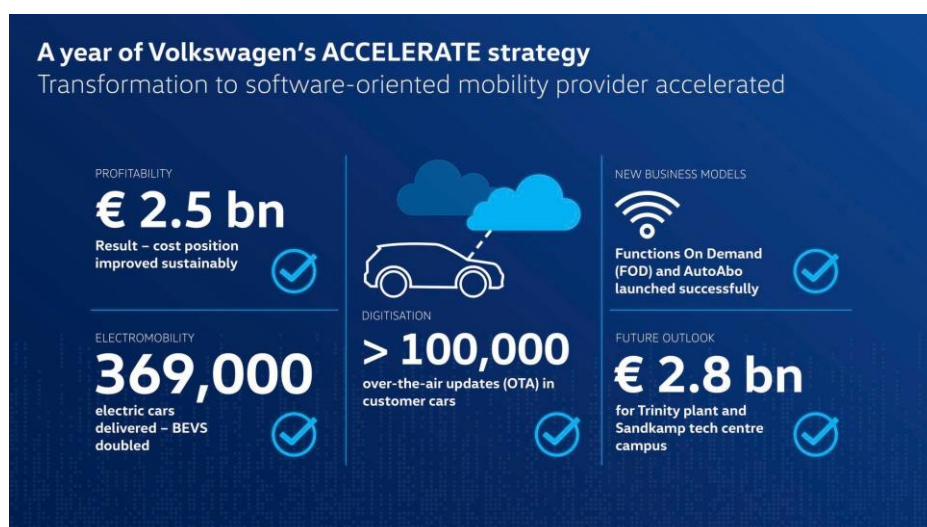 A year of Volkswagen's ACCELERATE strategy
Transformation to software-oriented mobility provider accelerated
PROFITABILITY
€ 2.5 bn
Result – cost position
improved sustainably
ELECTROMOBILITY
369,000
electric cars
delivered – BEVS
doubled
DIGITISATION
> 100,000
over-the-air updates (OTA) in
customer cars
NEW BUSINESS MODELS
Functions On Demand
(FOD) and AutoAbo
launched successfully
FUTURE OUTLOOK
€ 2.8 bn
for Trinity plant and
Sandkamp tech centre
campus